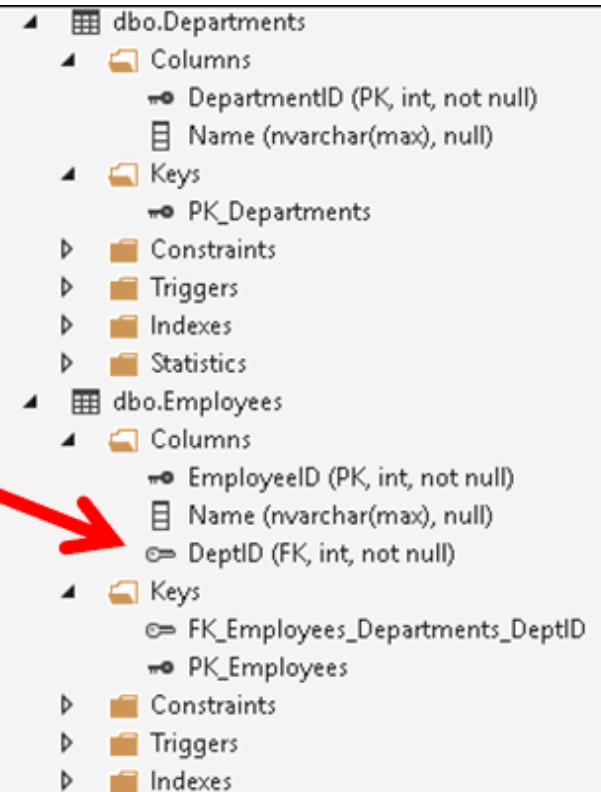 dbo.Departments
Columns
DepartmentID (PK, int, not null)
Name (nvarchar(max), null)
Keys
PK_Departments
Constraints
Triggers
Indexes
Statistics
dbo.Employees
Columns
EmployeeID (PK, int, not null)
Name (nvarchar(max), null)
DeptID (FK, int, not null)
Keys
FK_Employees_Departments_DeptID
PK_Employees
Constraints
Triggers
Indexes